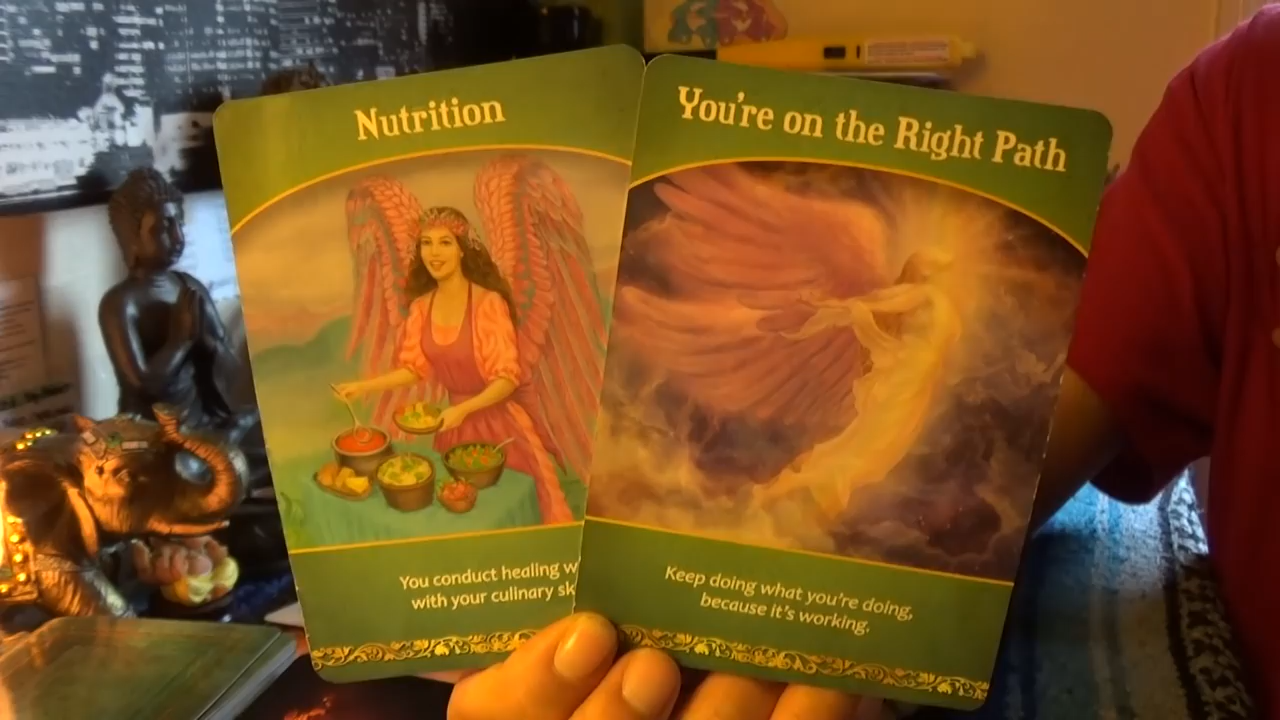 Nutrition
You conduct healing w
with your culinary sk
You're on the Right Path
Keep doing what you're doing,
because it's working.